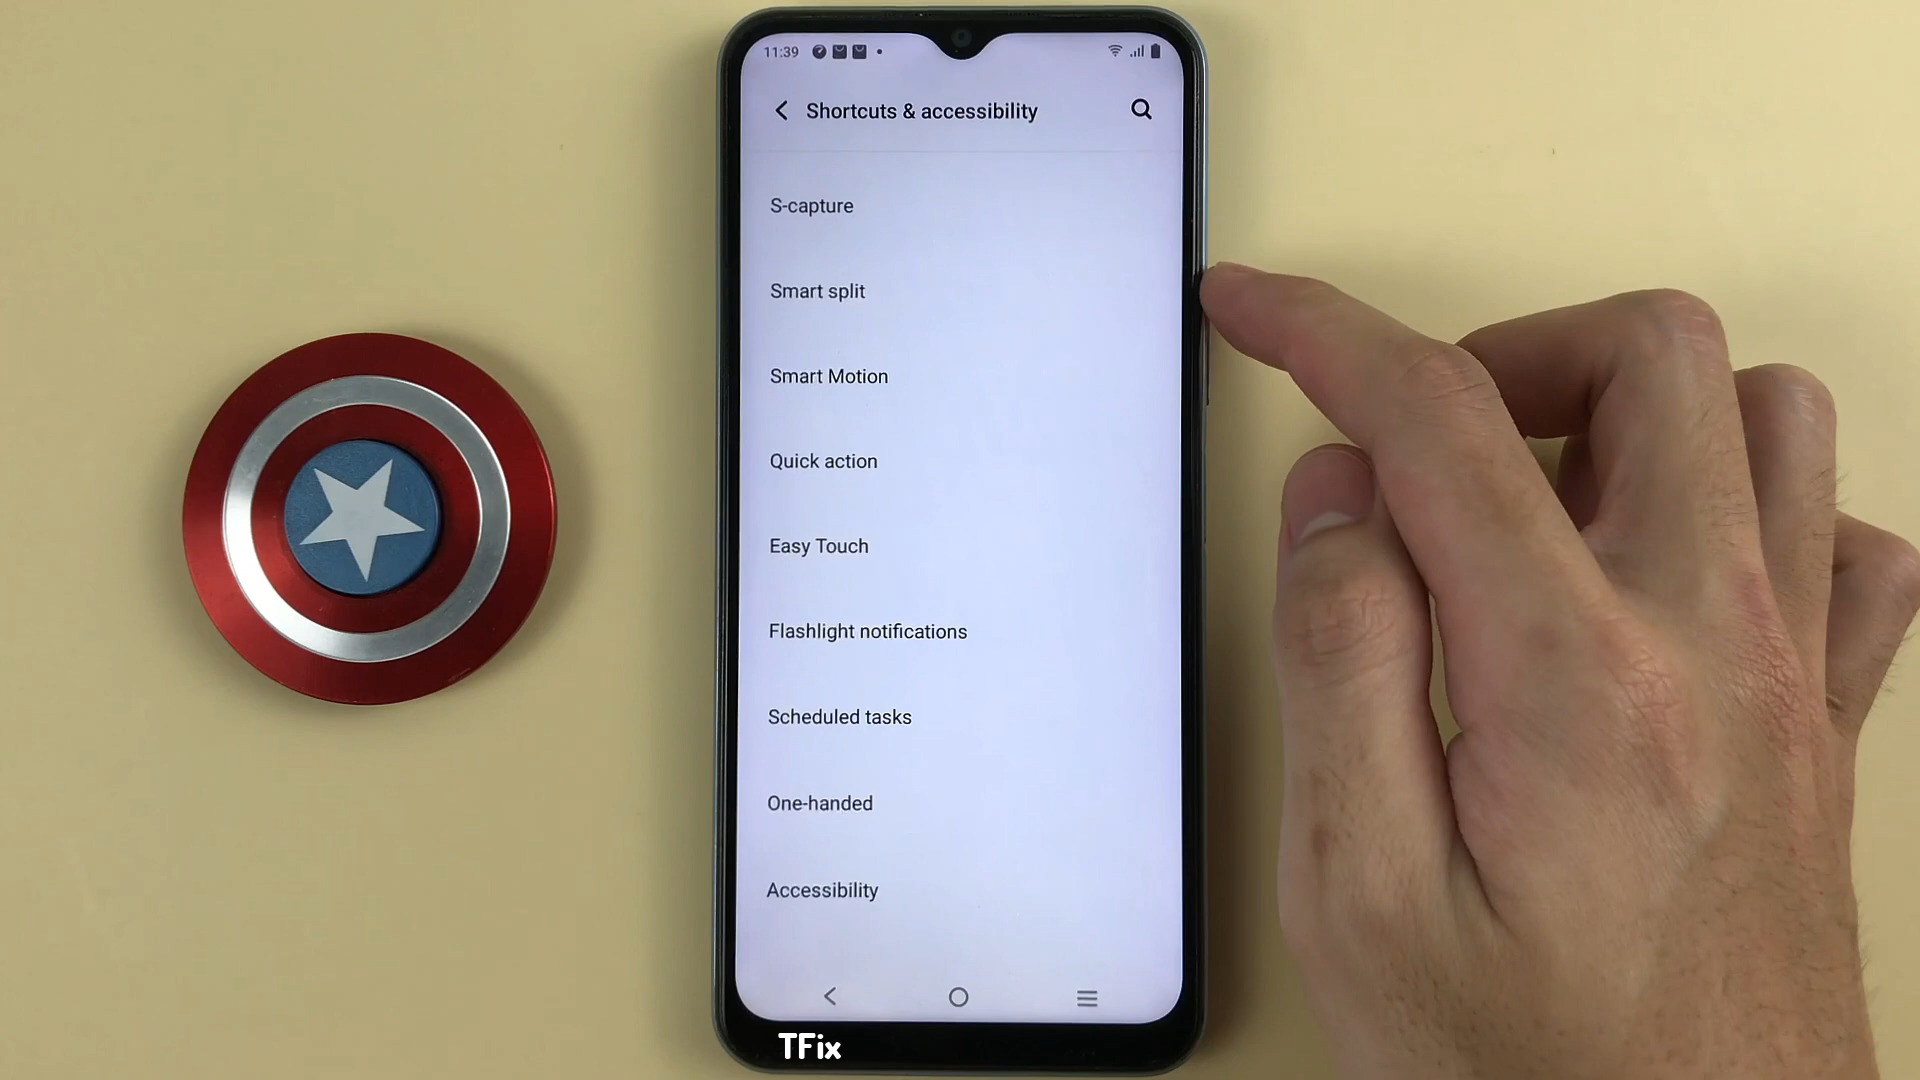 11:39
Shortcuts & accessibility
S-capture
Smart split
Smart Motion
Quick action
Easy Touch
Flashlight notifications
Scheduled tasks
One-handed
Accessibility
TFix